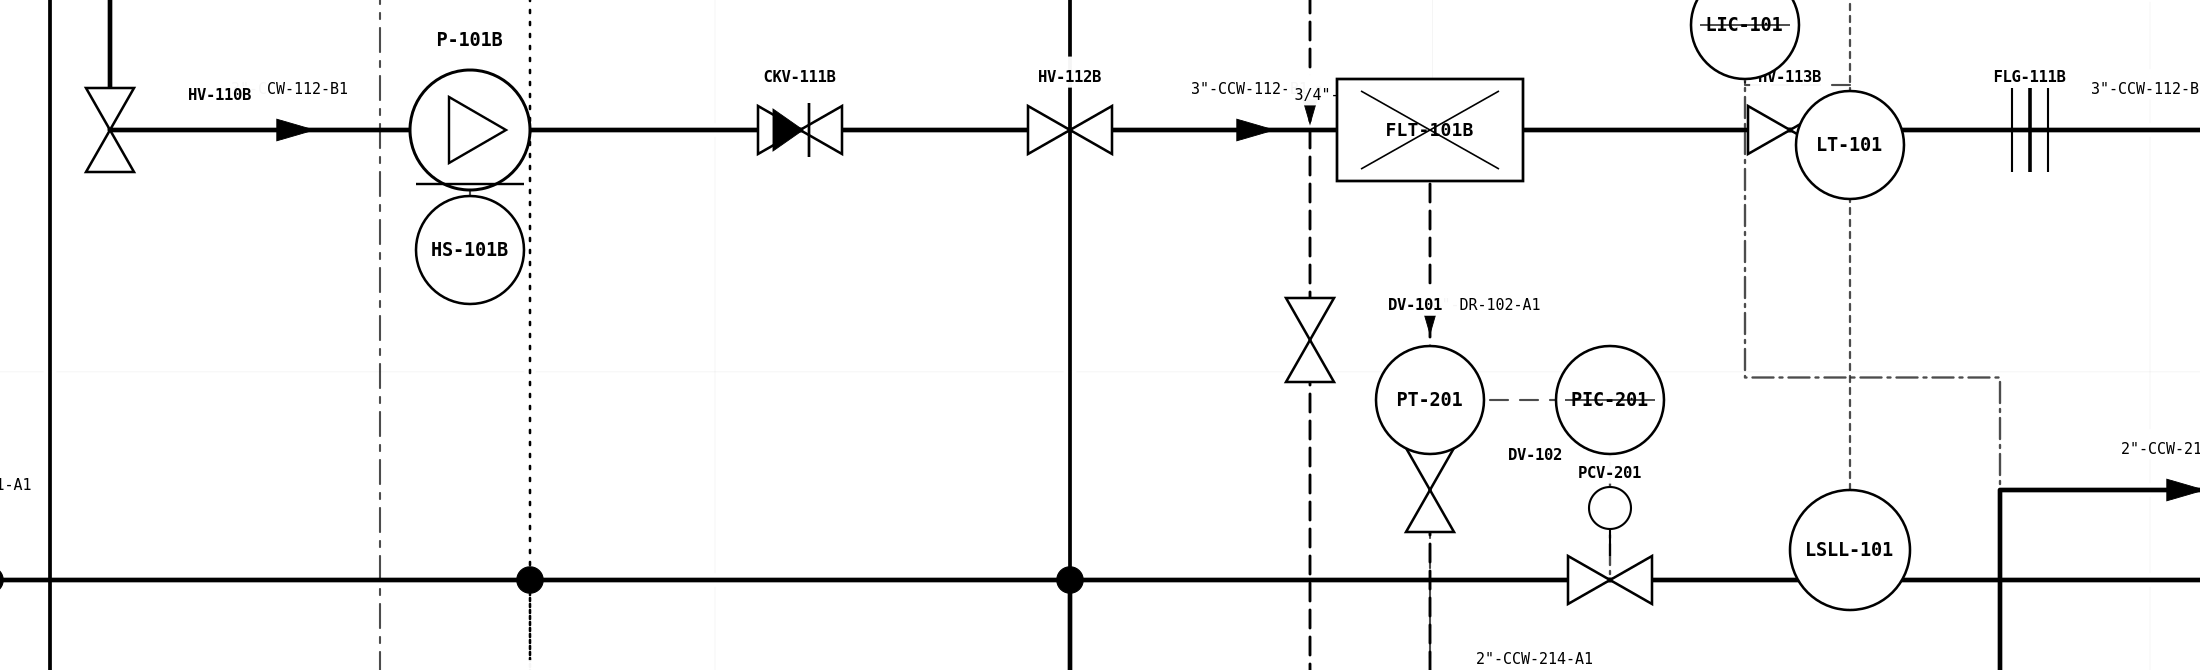 LIC-101
P-101B
CKV-111B
HV-112B
HV-113B
FLG-111B
HV-110B
CW-112-B1
3"-CCW-112-
3/4"-
3"-CCW-112-B
FLT-101B
LT-101
HS-101B
DV-101
DR-102-A1
PT-201
PIC-201
DV-102
2"-CCW-21
PCV-201
1-A1
LSLL-101
2"-CCW-214-A1